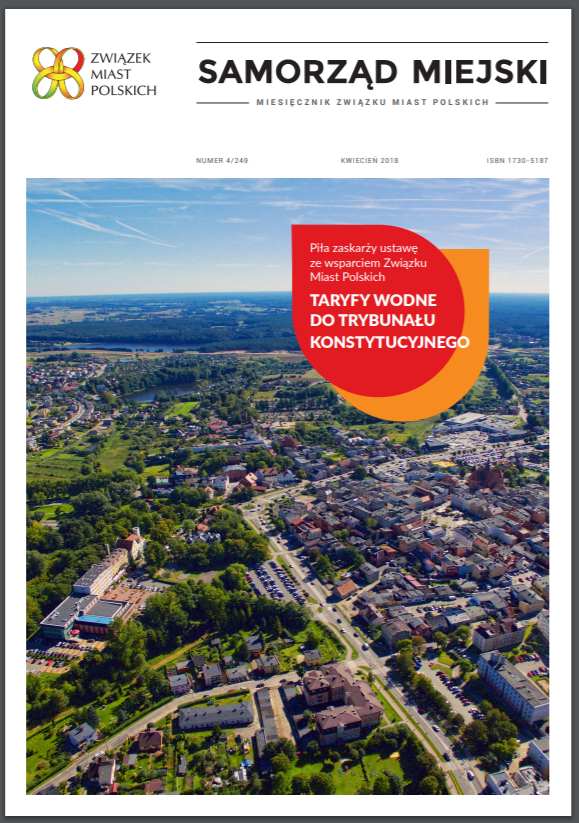 ZWIĄZEK
MIAST
POLSKICH
SAMORZĄD MIEJSKI
MIESIĘCZNIK ZWIĄZKU MIAST POLSKICH
NUMER 4/249 KWIECIEŃ 2018 ISBN 1730-5187
Piła zaskarży ustawę
ze wsparciem Związku
Miast Polskich
TARYFY WODNE
DO TRYBUNAŁU
KONSTYTUCYJNEGO